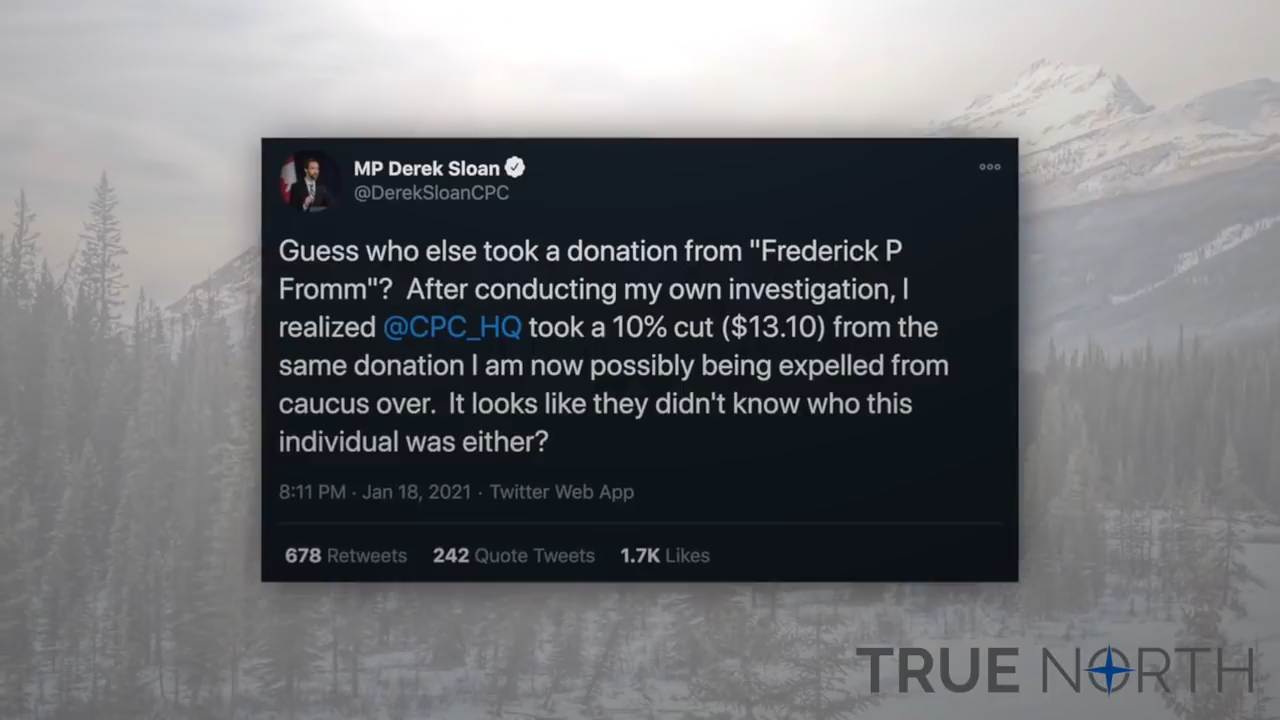 MP Derek Sloan
@DerekSloanCPC
Guess who else took a donation from "Frederick P
Fromm"?  After conducting my own investigation, I
realized @CPC_HQ took a 10% cut ($13.10) from the
same donation I am now possibly being expelled from
caucus over.  It looks like they didn't know who this
individual was either?
8:11 PM · Jan 18, 2021 · Twitter Web App
678 Retweets 242 Quote Tweets 1.7K Likes
TRUE NORTH